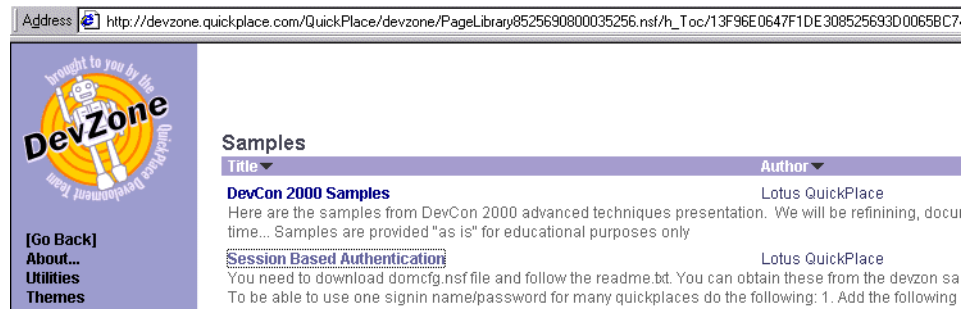 Address http://devzone.quickplace.com/QuickPlace/devzone/PageLibrary8525690800035256.nsf/h_Toc/13F96E0647F1DE308525693D0065BC74
brought to you by the
DevZone
QuickPlace Development Team
Samples
Title Author
DevCon 2000 Samples Lotus QuickPlace
Here are the samples from DevCon 2000 advanced techniques presentation. We will be refinining, docu
time... Samples are provided "as is" for educational purposes only
[Go Back]
About...
Session Based Authentication Lotus QuickPlace
Utilities
You need to download domcfg.nsf file and follow the readme.txt. You can obtain these from the devzon sa
Themes
To be able to use one signin name/password for many quickplaces do the following: 1. Add the following